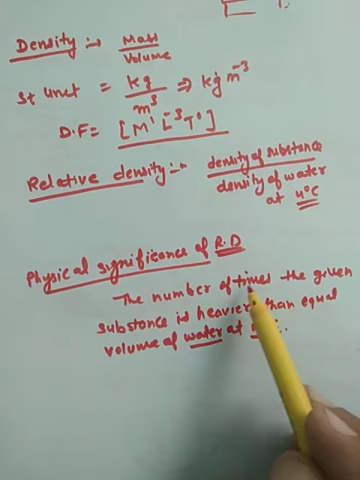 Density :- Mass
Volume
SI unit = kg ⇒ kg m⁻³
m³
D.F = [M¹ L⁻³ T⁰]
Relative density :- density of substance
density of water
at 4°C
Physical significance of R.D
The number of times the given
substance is heavier than equal
volume of water at